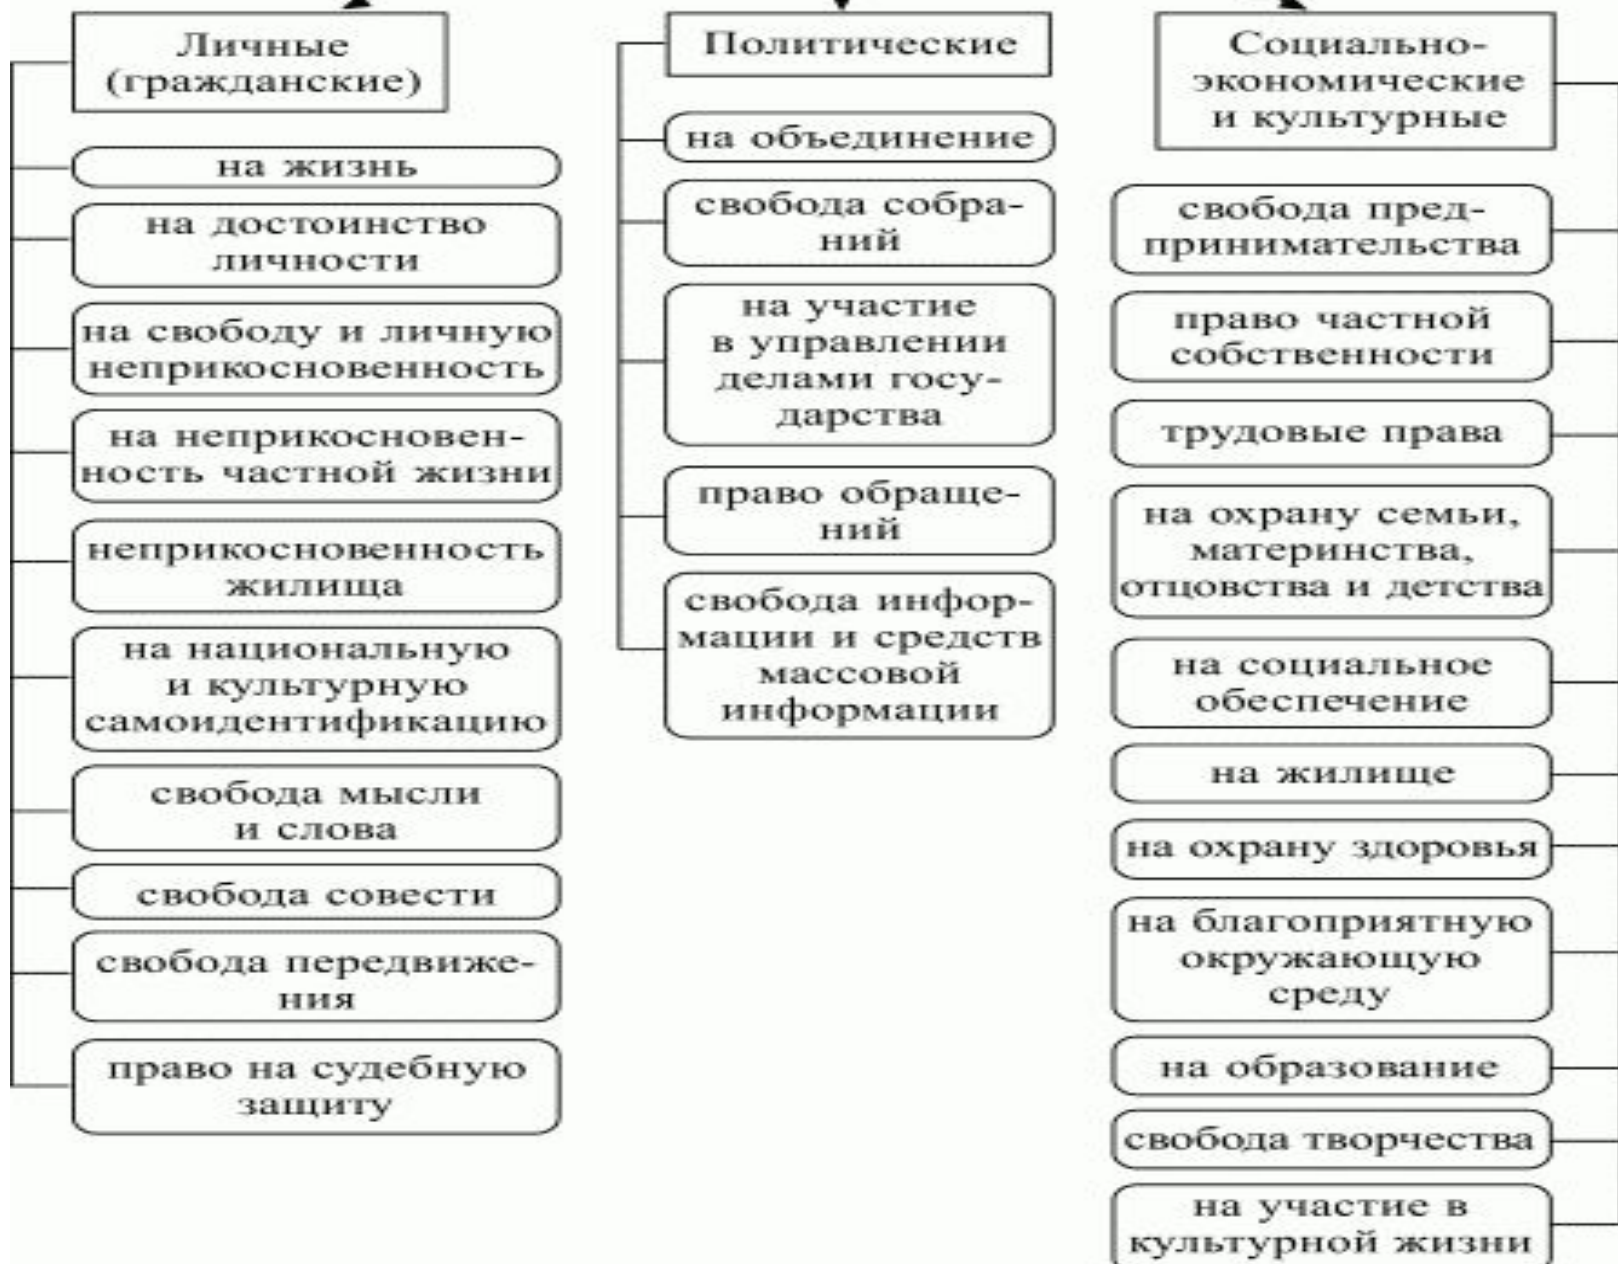 Личные
(гражданские)
на жизнь
на достоинство
личности
на свободу и личную
неприкосновенность
на неприкосновен-
ность частной жизни
неприкосновенность
жилища
на национальную
и культурную
самоидентификацию
свобода мысли
и слова
свобода совести
свобода передвиже-
ния
право на судебную
защиту
Политические
на объединение
свобода собра-
ний
на участие
в управлении
делами госу-
дарства
право обраще-
ний
свобода инфор-
мации и средств
массовой
информации
Социально-
экономические
и культурные
свобода пред-
принимательства
право частной
собственности
трудовые права
на охрану семьи,
материнства,
отцовства и детства
на социальное
обеспечение
на жилище
на охрану здоровья
на благоприятную
окружающую
среду
на образование
свобода творчества
на участие в
культурной жизни